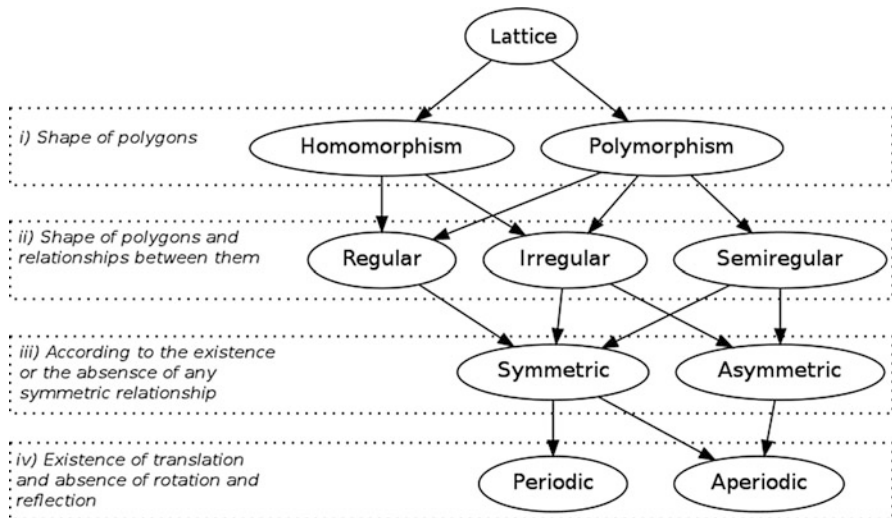 Lattice
i) Shape of polygons
Homomorphism
Polymorphism
ii) Shape of polygons and
relationships between them
Regular
Irregular
Semiregular
iii) According to the existence
or the absensce of any
symmetric relationship
Symmetric
Asymmetric
iv) Existence of translation
and absence of rotation and
reflection
Periodic
Aperiodic